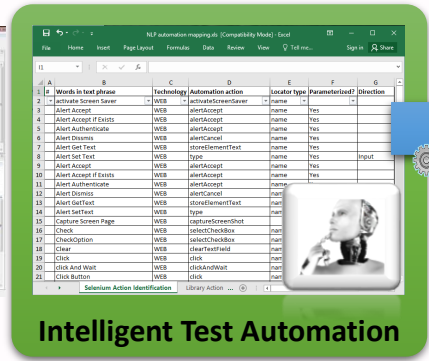 NLP automation mapping.xls [Compatibility Mode] - Excel
File Home Insert Page Layout Formulas Data Review View Tell me... Sign in Share
I1 fx
A B C D E F G
1 # Words in text phrase Technology Automation action Locator type Parameterized? Direction
2 activate Screen Saver WEB activateScreenSaver name
3 Alert Accept WEB alertAccept name Yes
4 Alert Accept if Exists WEB alertAccept name Yes
5 Alert Authenticate WEB alertAccept name Yes
6 Alert Dissmis WEB alertCancel name Yes
7 Alert Get Text WEB storeElementText name Yes
8 Alert Set Text WEB type name Yes Input
9 Alert Accept WEB alertAccept name Yes
10 Alert Accept if Exists WEB alertAccept name Yes
11 Alert Authenticate WEB alertAccept name Yes
12 Alert Dismiss WEB alertCancel
13 Alert GetText WEB storeElementText
14 Alert SetText WEB type
15 Capture Screen Page WEB captureScreenShot
16 Check WEB selectCheckBox
17 CheckOption WEB selectCheckBox
18 Clear WEB clearTextField
19 Click WEB click
20 click And Wait WEB clickAndWait
21 Click Button WEB click
Selenium Action Identification Library Action ...
Intelligent Test Automation